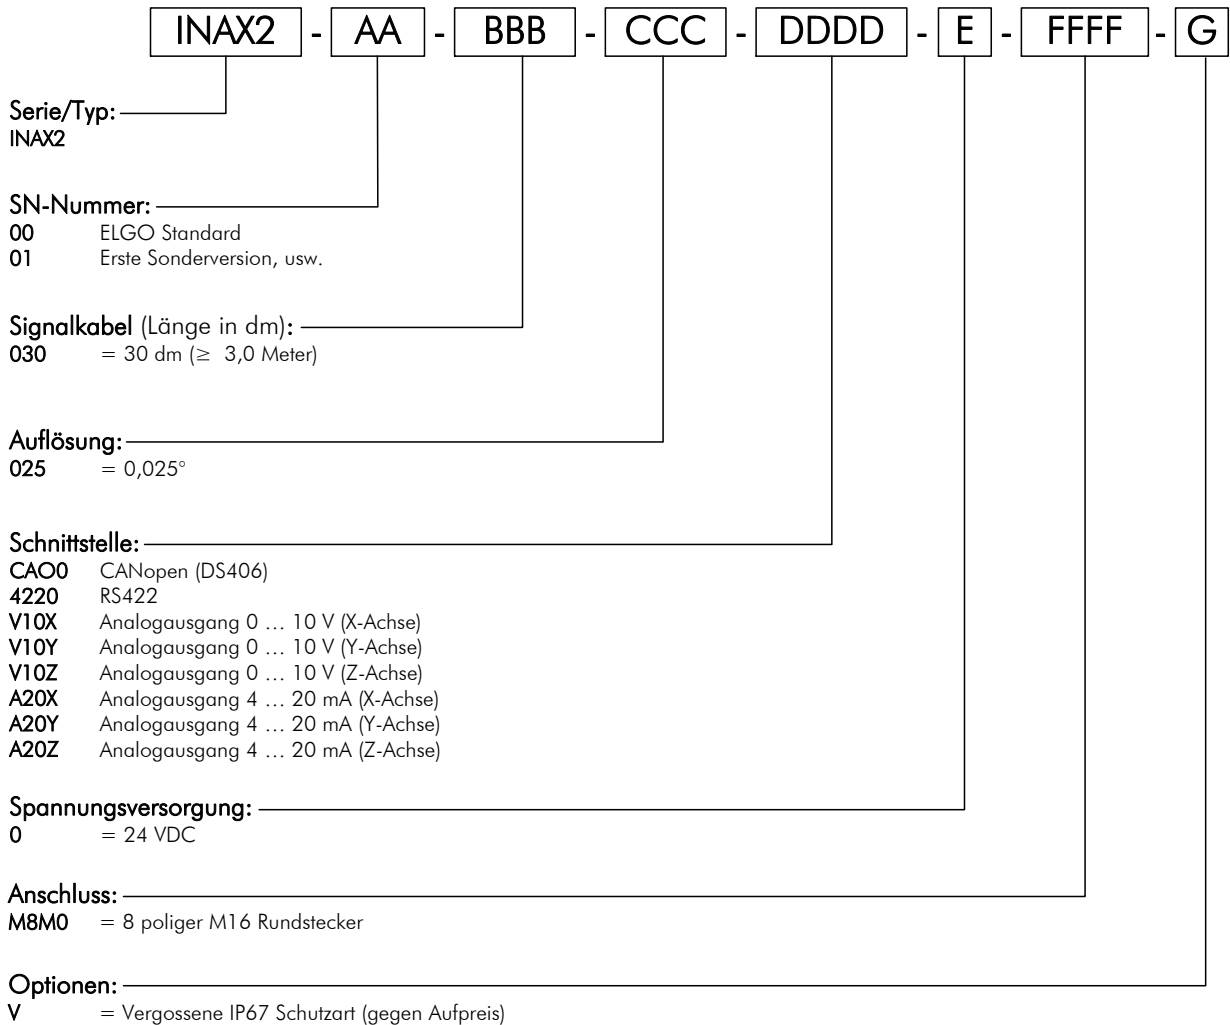 INAX2 - AA - BBB - CCC - DDDD - E - FFFF - G
Serie/Typ:
INAX2
SN-Nummer:
00 ELGO Standard
01 Erste Sonderversion, usw.
Signalkabel (Länge in dm):
030 = 30 dm (≥ 3,0 Meter)
Auflösung:
025 = 0,025°
Schnittstelle:
CAO0 CANopen (DS406)
4220 RS422
V10X Analogausgang 0 … 10 V (X-Achse)
V10Y Analogausgang 0 … 10 V (Y-Achse)
V10Z Analogausgang 0 … 10 V (Z-Achse)
A20X Analogausgang 4 … 20 mA (X-Achse)
A20Y Analogausgang 4 … 20 mA (Y-Achse)
A20Z Analogausgang 4 … 20 mA (Z-Achse)
Spannungsversorgung:
0 = 24 VDC
Anschluss:
M8M0 = 8 poliger M16 Rundstecker
Optionen:
V = Vergossene IP67 Schutzart (gegen Aufpreis)